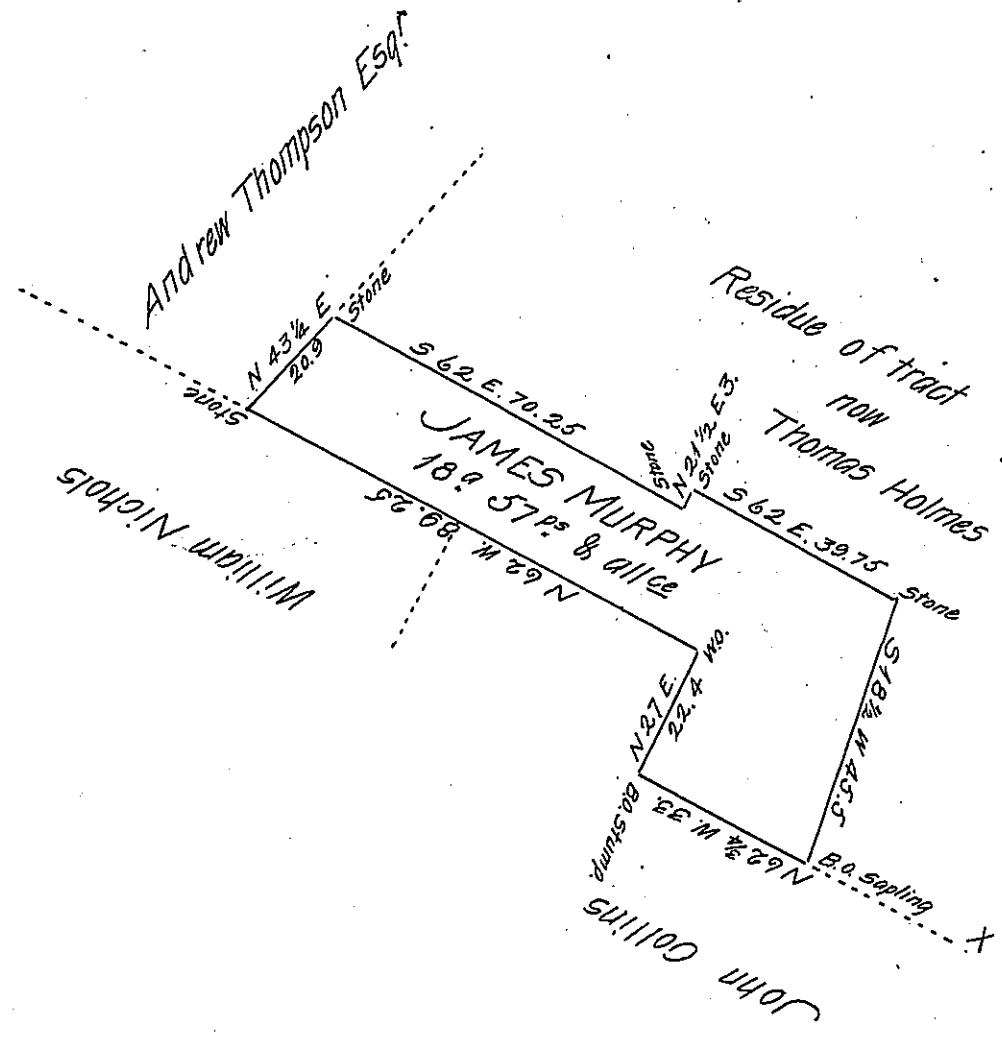 Andrew Thompson Esqr.
N 43¼ E
20.9
Stone
Stone
S 62 E. 70.25
Stone
N 21½ E 3.
Stone
Residue of tract
now
Thomas Holmes
S 62 E. 39.75
Stone
JAMES MURPHY
18a 57ps & allce
William Nichols
N 62 W. 89.25
W.O.
N 27 E.
22.4
S 18½ W 45.5
B.O. Stump.
N 62¾ W. 33.
B.O. Sapling
X
John Collins